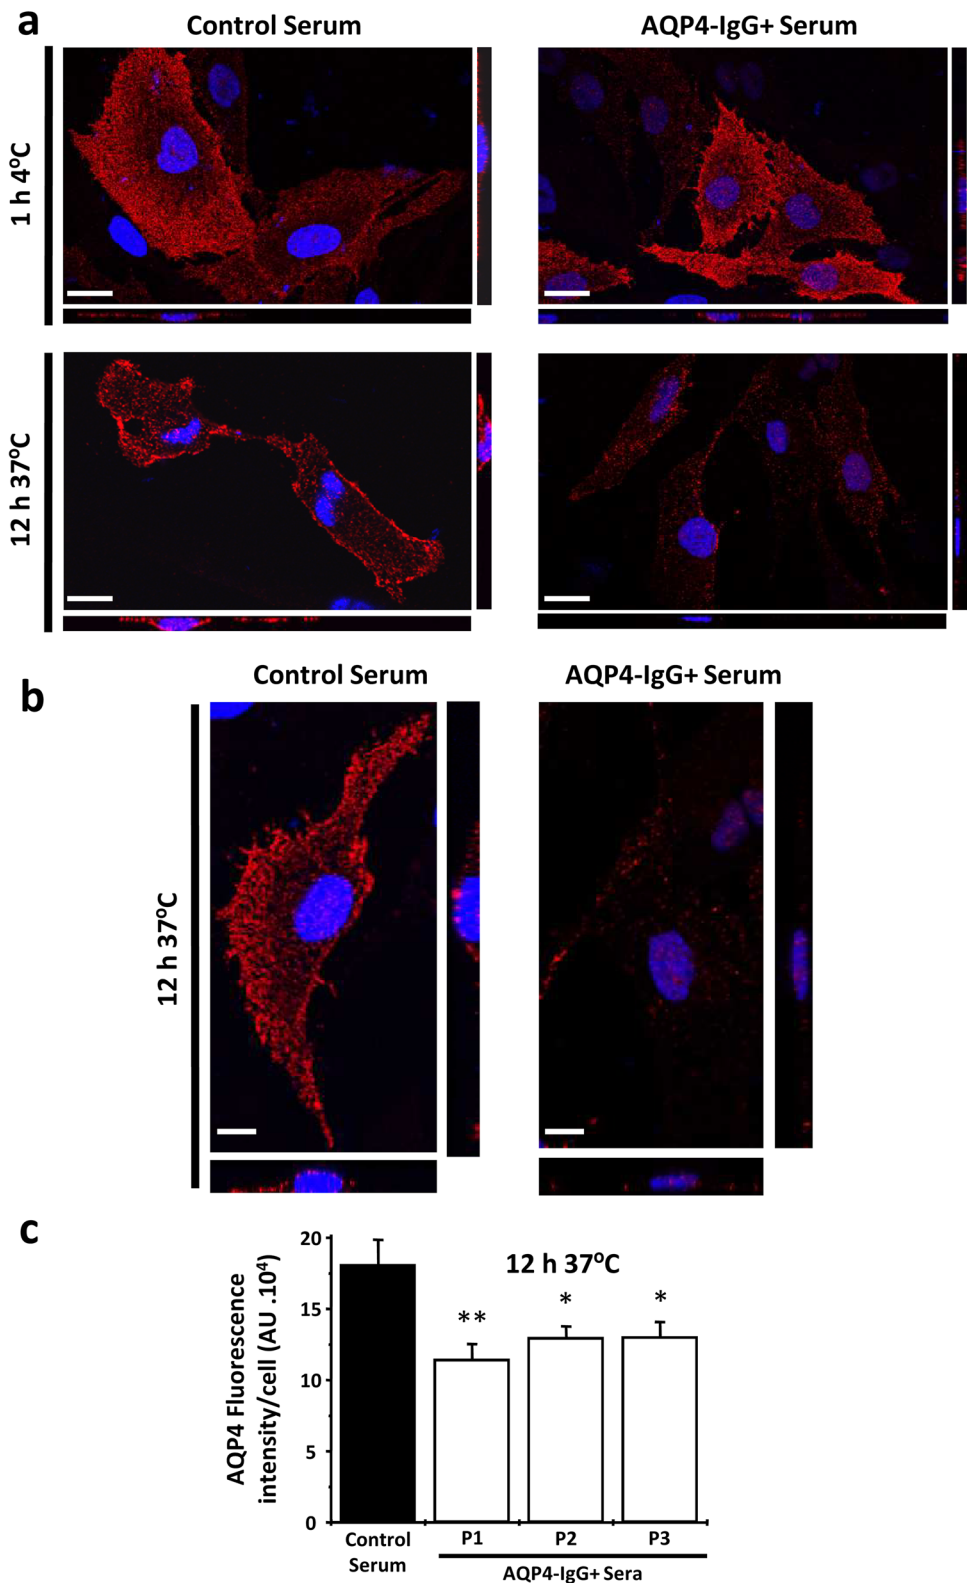 a
Control Serum
AQP4-IgG+ Serum
1 h 4ºC
12 h 37ºC
b
Control Serum
AQP4-IgG+ Serum
12 h 37ºC
c
AQP4 Fluorescence
intensity/cell (AU .10⁴)
20
15
10
5
0
12 h 37ºC
**
*
*
Control
Serum
P1
P2
P3
AQP4-IgG+ Sera